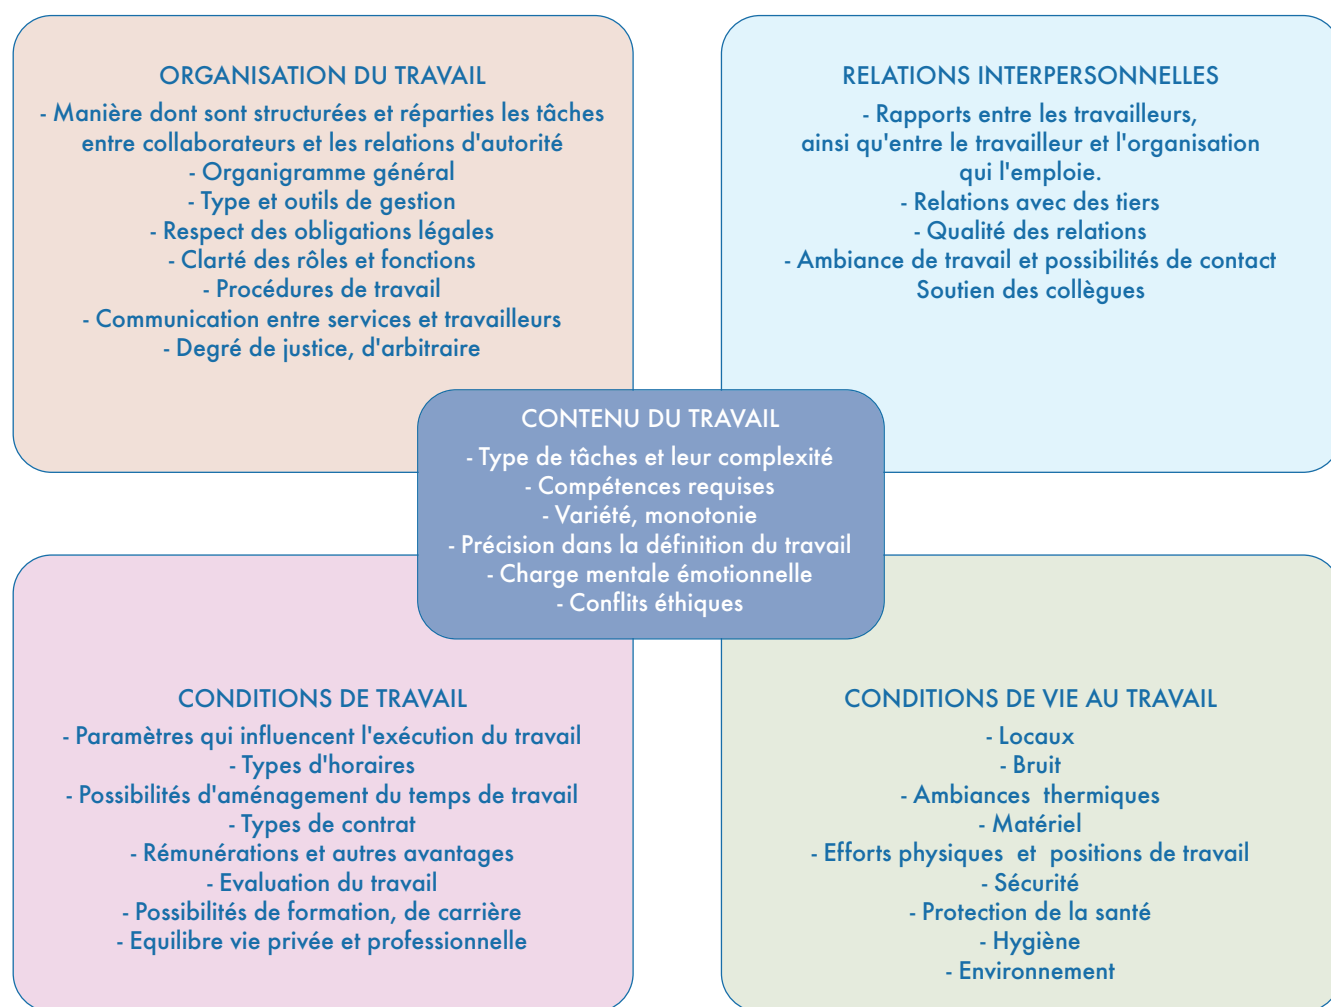 ORGANISATION DU TRAVAIL
- Manière dont sont structurées et réparties les tâches
entre collaborateurs et les relations d'autorité
- Organigramme général
- Type et outils de gestion
- Respect des obligations légales
- Clarté des rôles et fonctions
- Procédures de travail
- Communication entre services et travailleurs
- Degré de justice, d'arbitraire
RELATIONS INTERPERSONNELLES
- Rapports entre les travailleurs,
ainsi qu'entre le travailleur et l'organisation
qui l'emploie.
- Relations avec des tiers
- Qualité des relations
- Ambiance de travail et possibilités de contact
Soutien des collègues
CONTENU DU TRAVAIL
- Type de tâches et leur complexité
- Compétences requises
- Variété, monotonie
- Précision dans la définition du travail
- Charge mentale émotionnelle
- Conflits éthiques
CONDITIONS DE TRAVAIL
- Paramètres qui influencent l'exécution du travail
- Types d'horaires
- Possibilités d'aménagement du temps de travail
- Types de contrat
- Rémunérations et autres avantages
- Evaluation du travail
- Possibilités de formation, de carrière
- Equilibre vie privée et professionnelle
CONDITIONS DE VIE AU TRAVAIL
- Locaux
- Bruit
- Ambiances  thermiques
- Matériel
- Efforts physiques  et  positions de travail
- Sécurité
- Protection de la santé
- Hygiène
- Environnement